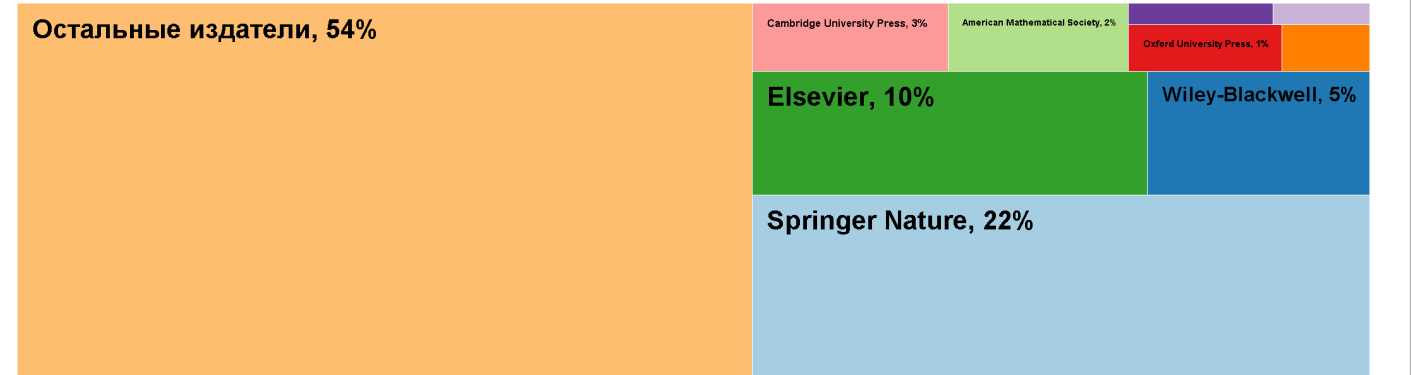 Остальные издатели, 54%
Cambridge University Press, 3%
American Mathematical Society, 2%
Oxford University Press, 1%
Elsevier, 10%
Wiley-Blackwell, 5%
Springer Nature, 22%